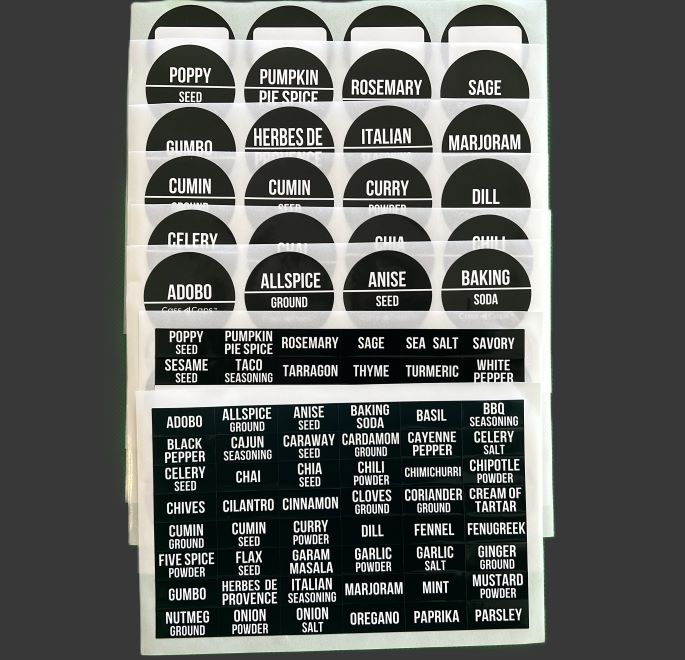 POPPY SEED
PUMPKIN PIE SPICE
ROSEMARY
SAGE
GUMBO
HERBES DE PROVENCE
ITALIAN
MARJORAM
CUMIN GROUND
CUMIN SEED
CURRY POWDER
DILL
CELERY
CHAI
CHIA
CHILI
ADOBO
ALLSPICE GROUND
ANISE SEED
BAKING SODA
POPPY SEED
PUMPKIN PIE SPICE
ROSEMARY
SAGE
SEA SALT
SAVORY
SESAME SEED
TACO SEASONING
TARRAGON
THYME
TURMERIC
WHITE PEPPER
ADOBO
ALLSPICE GROUND
ANISE SEED
BAKING SODA
BASIL
BBQ SEASONING
BLACK PEPPER
CAJUN SEASONING
CARAWAY SEED
CARDAMOM GROUND
CAYENNE PEPPER
CELERY SALT
CELERY SEED
CHAI
CHIA SEED
CHILI POWDER
CHIMICHURRI
CHIPOTLE POWDER
CHIVES
CILANTRO
CINNAMON
CLOVES GROUND
CORIANDER GROUND
CREAM OF TARTAR
CUMIN GROUND
CUMIN SEED
CURRY POWDER
DILL
FENNEL
FENUGREEK
FIVE SPICE POWDER
FLAX SEED
GARAM MASALA
GARLIC POWDER
GARLIC SALT
GINGER GROUND
GUMBO
HERBES DE PROVENCE
ITALIAN SEASONING
MARJORAM
MINT
MUSTARD POWDER
NUTMEG GROUND
ONION POWDER
ONION SALT
OREGANO
PAPRIKA
PARSLEY